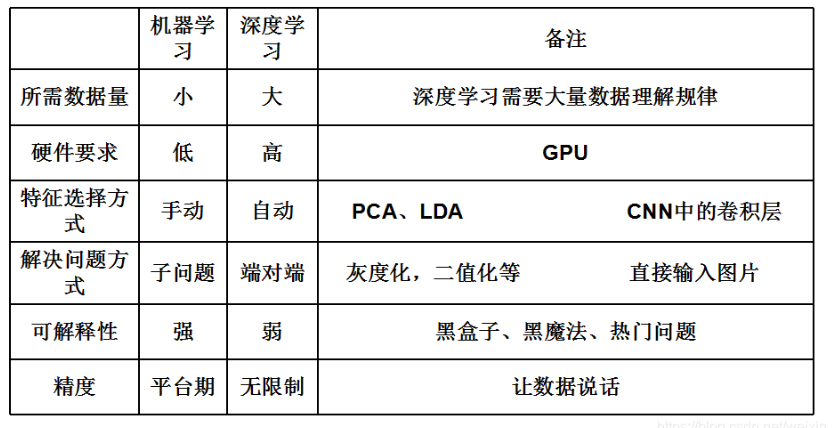 机器学习 深度学习 备注
所需数据量 小 大 深度学习需要大量数据理解规律
硬件要求 低 高 GPU
特征选择方式 手动 自动 PCA、LDA CNN中的卷积层
解决问题方式 子问题 端对端 灰度化，二值化等 直接输入图片
可解释性 强 弱 黑盒子、黑魔法、热门问题
精度 平台期 无限制 让数据说话
https://blog.csdn.net/weixin